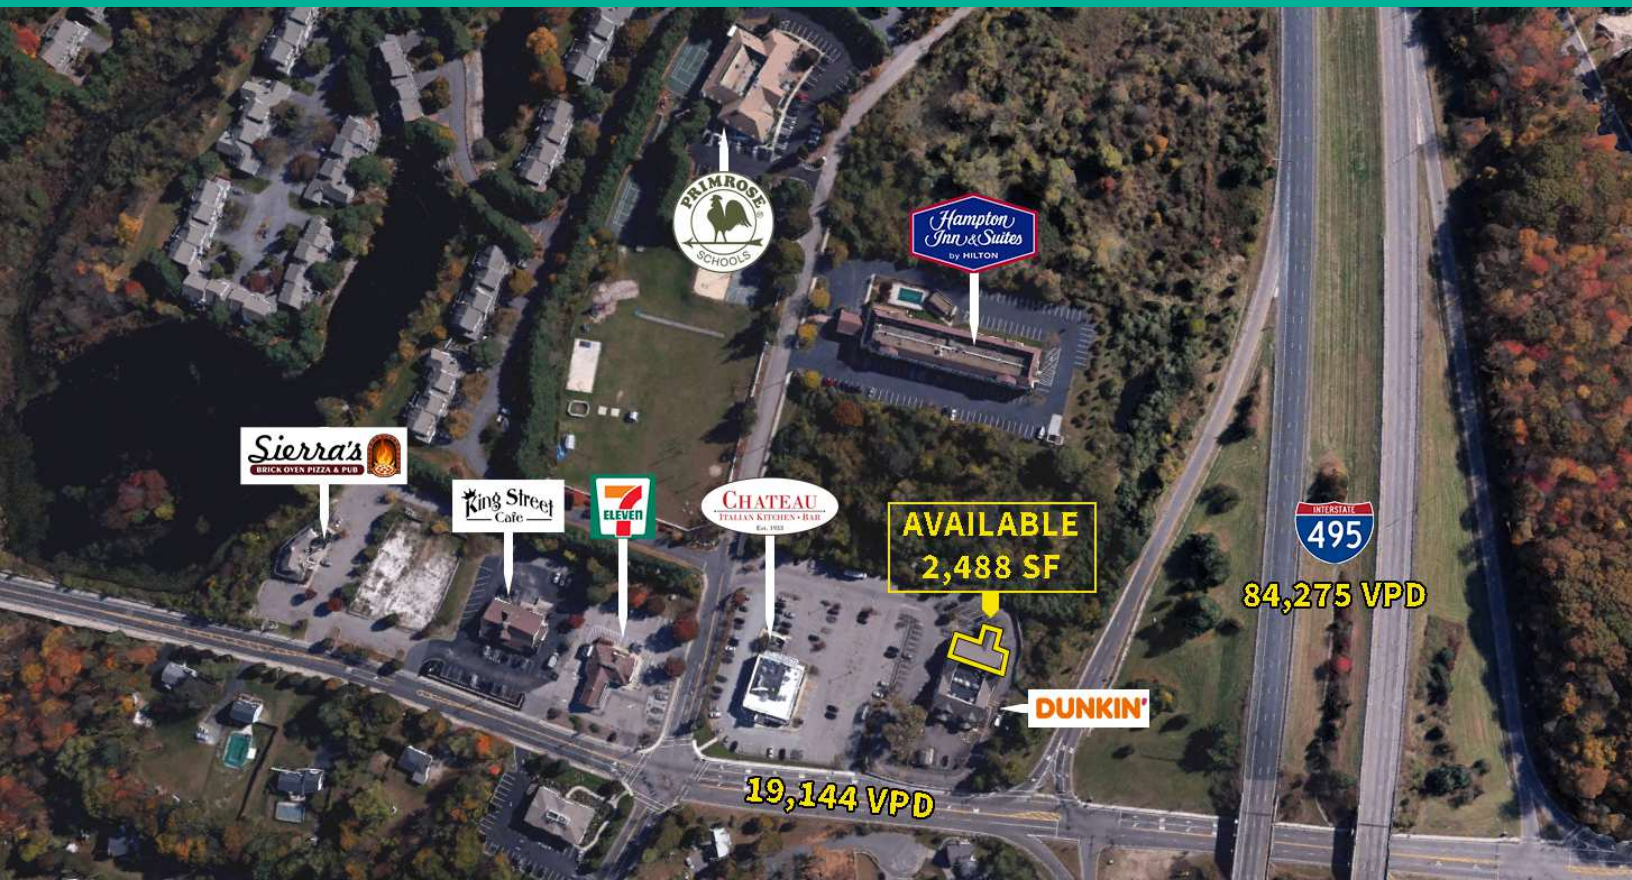 PRIMROSE
®
SCHOOLS
Hampton
Inn & Suites
by HILTON
Sierra's
BRICK OVEN PIZZA & PUB
King Street
Cafe
7
ELEVEN
CHATEAU
ITALIAN KITCHEN • BAR
Est. 1933
AVAILABLE
2,488 SF
INTERSTATE
495
84,275 VPD
DUNKIN'
19,144 VPD